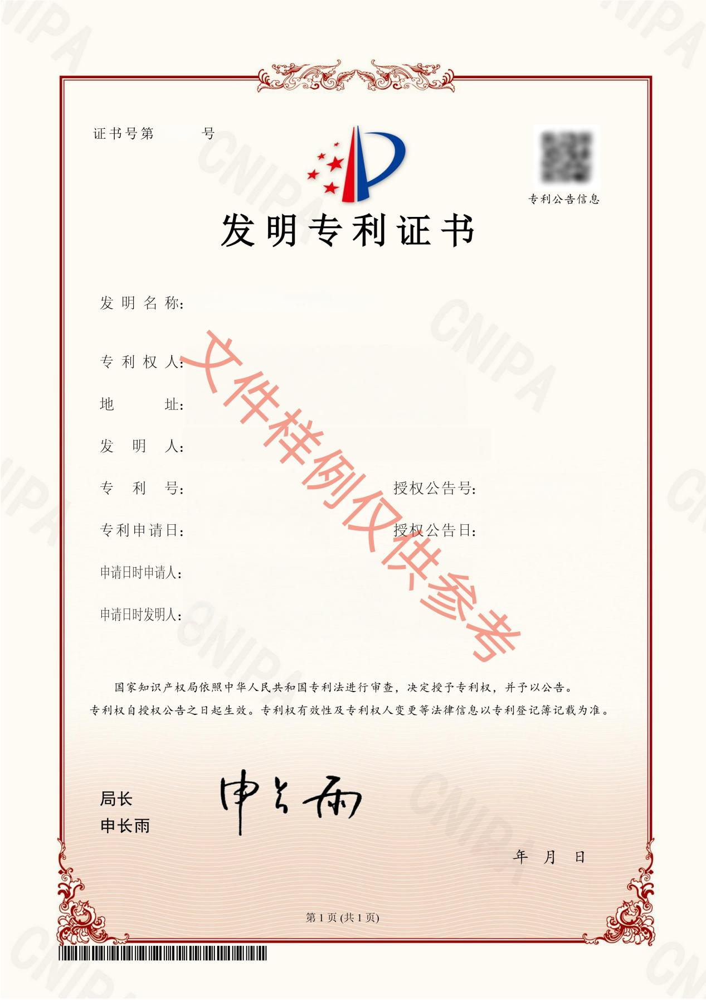 证书号第 号
专利公告信息
发明专利证书
发明名称:
专利权人:
地址:
发明人:
专利号: 授权公告号:
专利申请日: 授权公告日:
申请日时申请人:
申请日时发明人:
文件样例仅供参考
国家知识产权局依照中华人民共和国专利法进行审查，决定授予专利权，并予以公告。
专利权自授权公告之日起生效。专利权有效性及专利权人变更等法律信息以专利登记簿记载为准。
局长
申长雨
申长雨
年 月 日
第 1 页 (共 1 页)
CNIPA
CNIPA
CNIPA
CNIPA
CNIPA
CNIPA
CNIPA